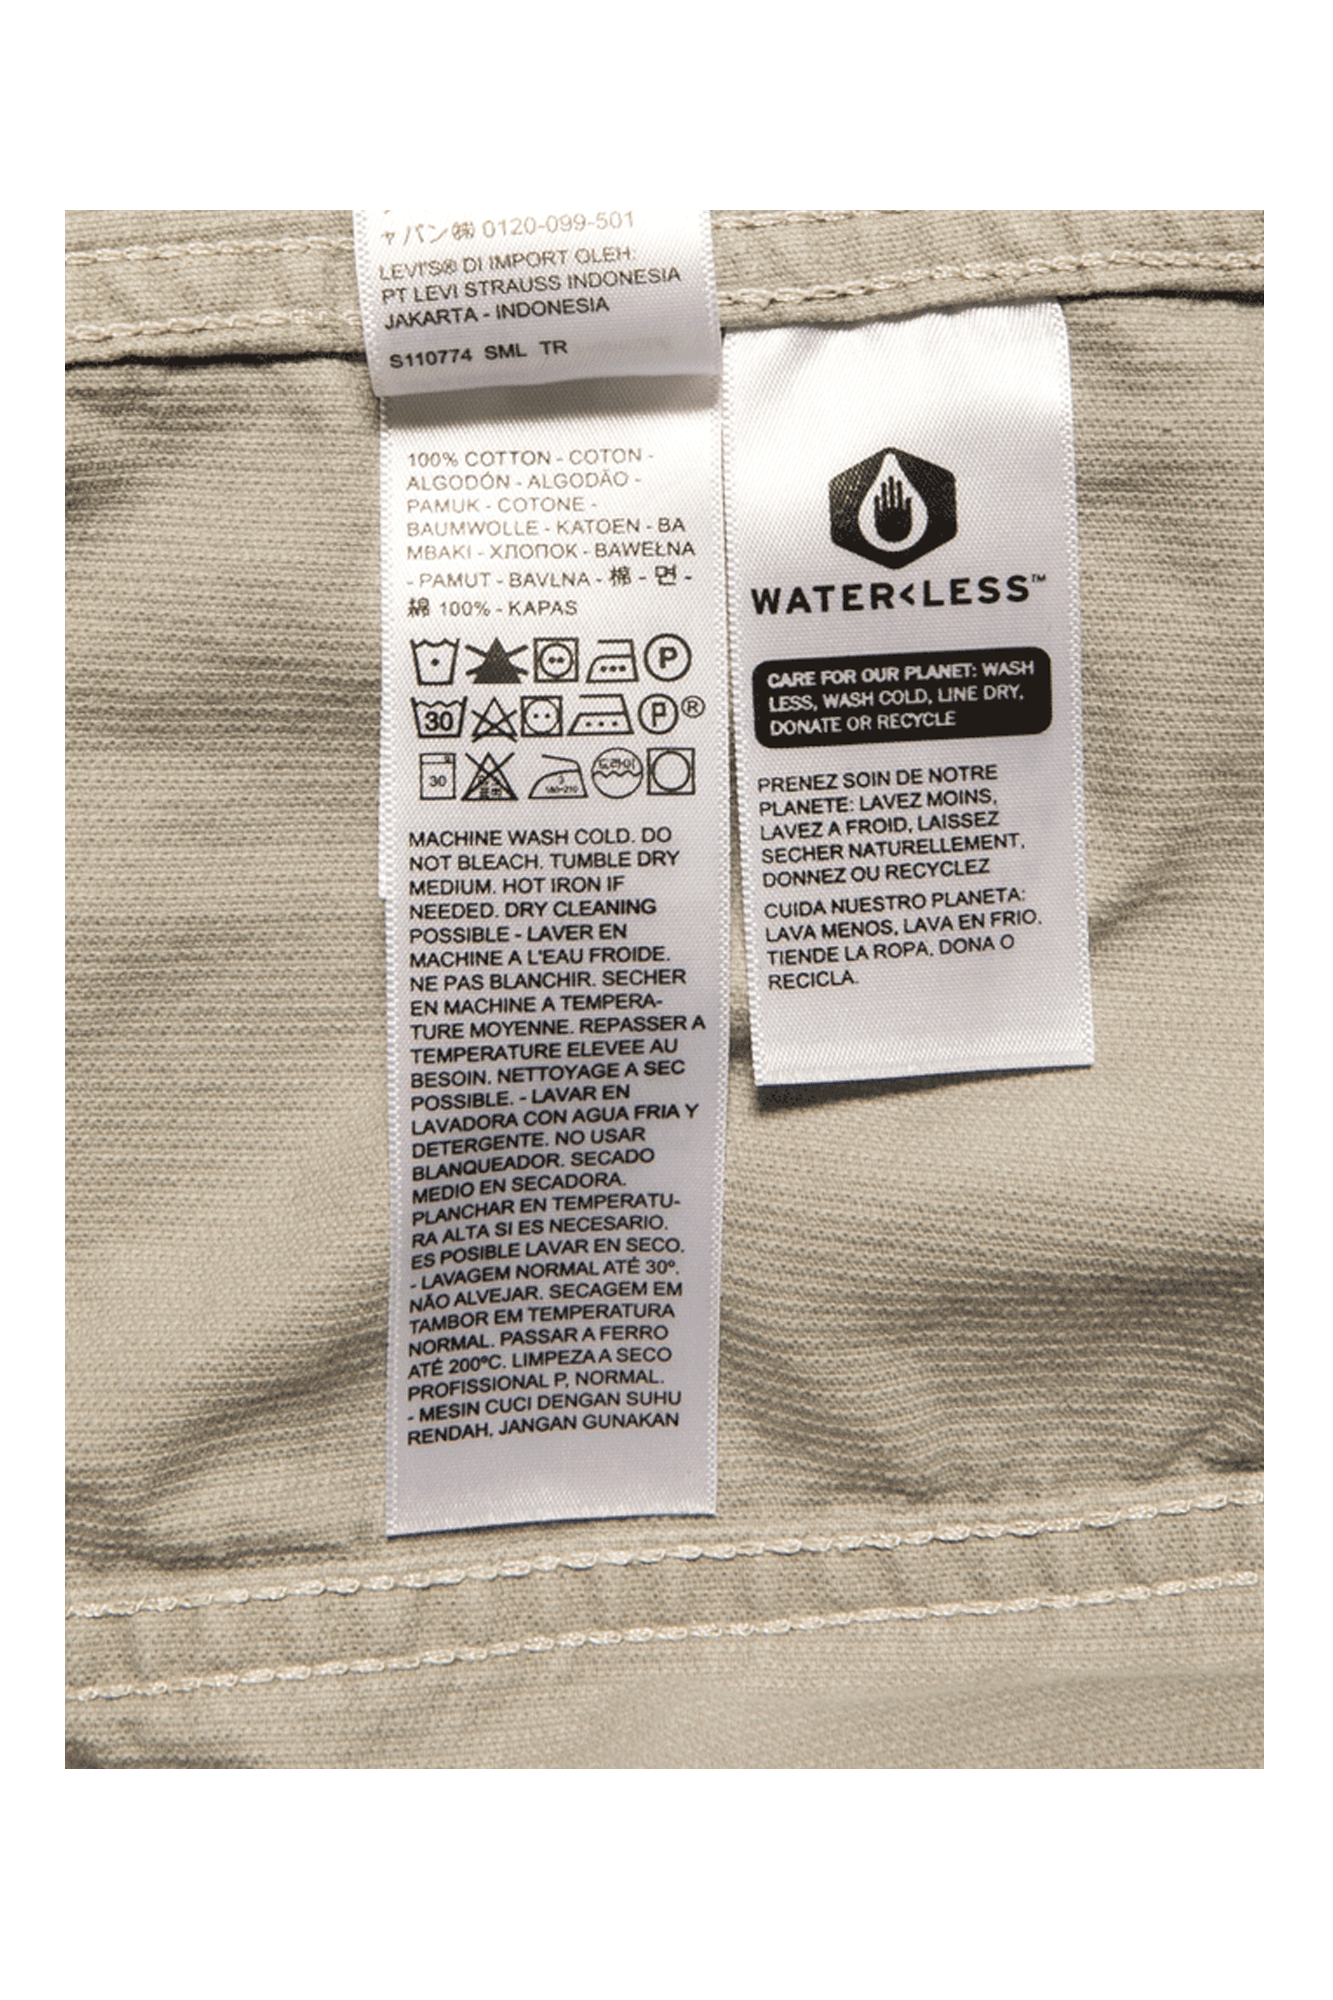 ャパン㈱ 0120-099-501
LEVI'S® DI IMPORT OLEH:
PT LEVI STRAUSS INDONESIA
JAKARTA - INDONESIA
S110774 SML TR
100% COTTON - COTON -
ALGODÓN - ALGODÃO -
PAMUK - COTONE -
BAUMWOLLE - KATOEN - BA
MBAKI - ХЛОПОК - BAWEŁNA
- PAMUT - BAVLNA - 棉 - 면 -
綿 100% - KAPAS
P
30 P ®
30 드라이 3 180~210
MACHINE WASH COLD. DO
NOT BLEACH. TUMBLE DRY
MEDIUM. HOT IRON IF
NEEDED. DRY CLEANING
POSSIBLE - LAVER EN
MACHINE A L'EAU FROIDE.
NE PAS BLANCHIR. SECHER
EN MACHINE A TEMPERA-
TURE MOYENNE. REPASSER A
TEMPERATURE ELEVEE AU
BESOIN. NETTOYAGE A SEC
POSSIBLE. - LAVAR EN
LAVADORA CON AGUA FRIA Y
DETERGENTE. NO USAR
BLANQUEADOR. SECADO
MEDIO EN SECADORA.
PLANCHAR EN TEMPERATU-
RA ALTA SI ES NECESARIO.
ES POSIBLE LAVAR EN SECO.
- LAVAGEM NORMAL ATÉ 30º.
NÃO ALVEJAR. SECAGEM EM
TAMBOR EM TEMPERATURA
NORMAL. PASSAR A FERRO
ATÉ 200ºC. LIMPEZA A SECO
PROFISSIONAL P, NORMAL.
- MESIN CUCI DENGAN SUHU
RENDAH, JANGAN GUNAKAN
WATER<LESS™
CARE FOR OUR PLANET: WASH
LESS, WASH COLD, LINE DRY,
DONATE OR RECYCLE
PRENEZ SOIN DE NOTRE
PLANETE: LAVEZ MOINS,
LAVEZ A FROID, LAISSEZ
SECHER NATURELLEMENT,
DONNEZ OU RECYCLEZ
CUIDA NUESTRO PLANETA:
LAVA MENOS, LAVA EN FRIO.
TIENDE LA ROPA, DONA O
RECICLA.